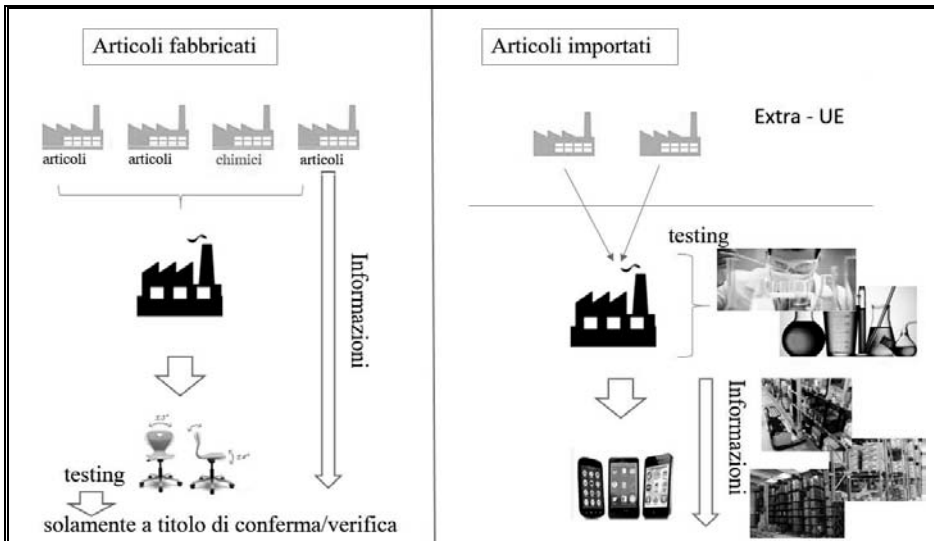 Articoli fabbricati
articoli
articoli
chimici
articoli
Informazioni
testing
solamente a titolo di conferma/verifica
Articoli importati
Extra - UE
testing
Informazioni